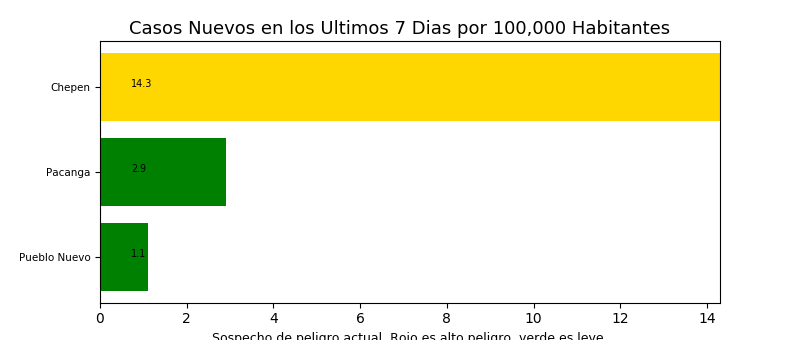 Casos Nuevos en los Ultimos 7 Dias por 100,000 Habitantes
Chepen
14.3
Pacanga
2.9
Pueblo Nuevo
1.1
0 2 4 6 8 10 12 14
Sospecho de peligro actual. Rojo es alto peligro, verde es leve